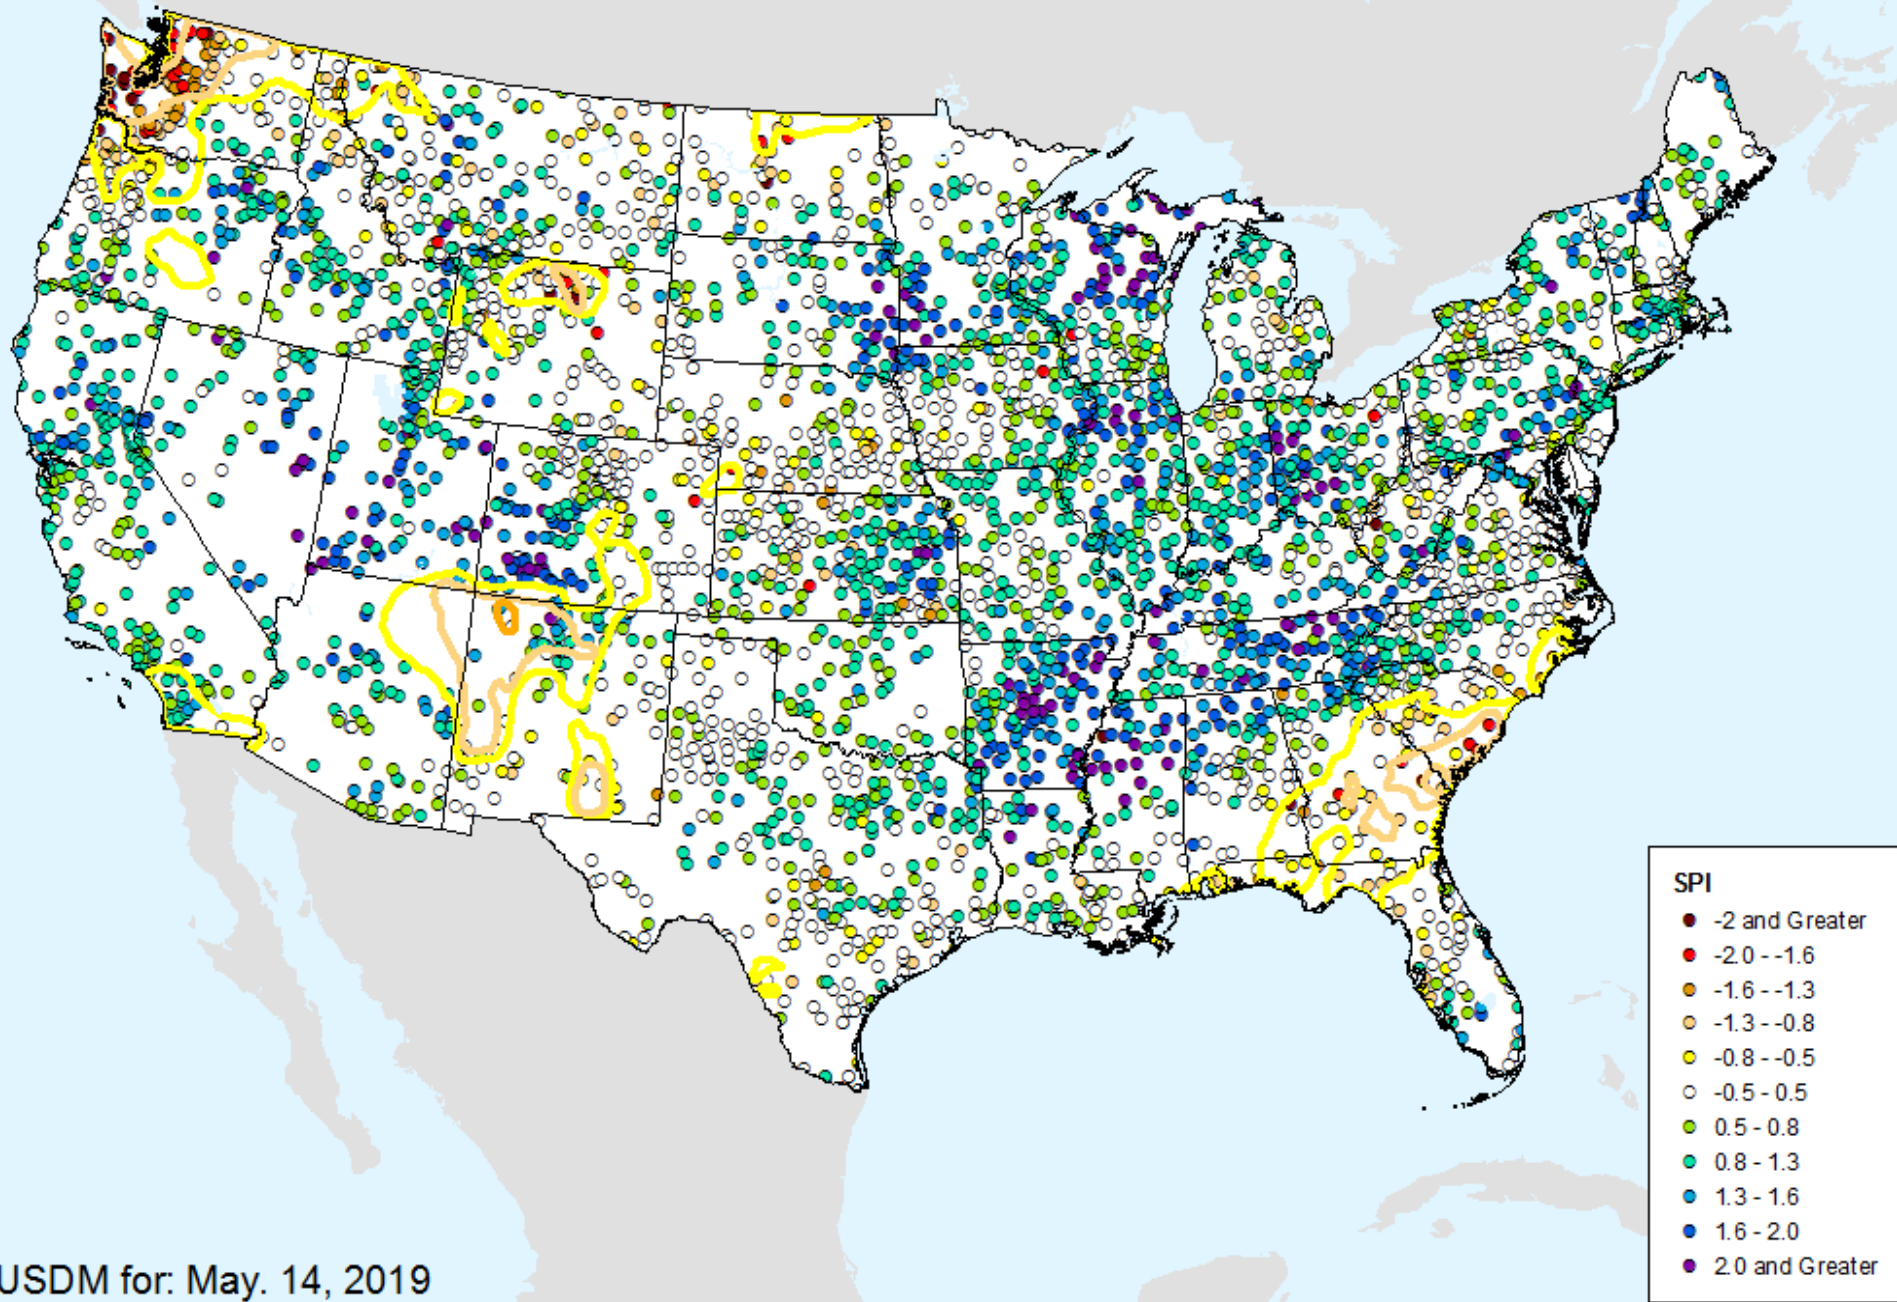 SPI
-2 and Greater
-2.0 - -1.6
-1.6 - -1.3
-1.3 - -0.8
-0.8 - -0.5
-0.5 - 0.5
0.5 - 0.8
0.8 - 1.3
1.3 - 1.6
1.6 - 2.0
2.0 and Greater
USDM for: May. 14, 2019